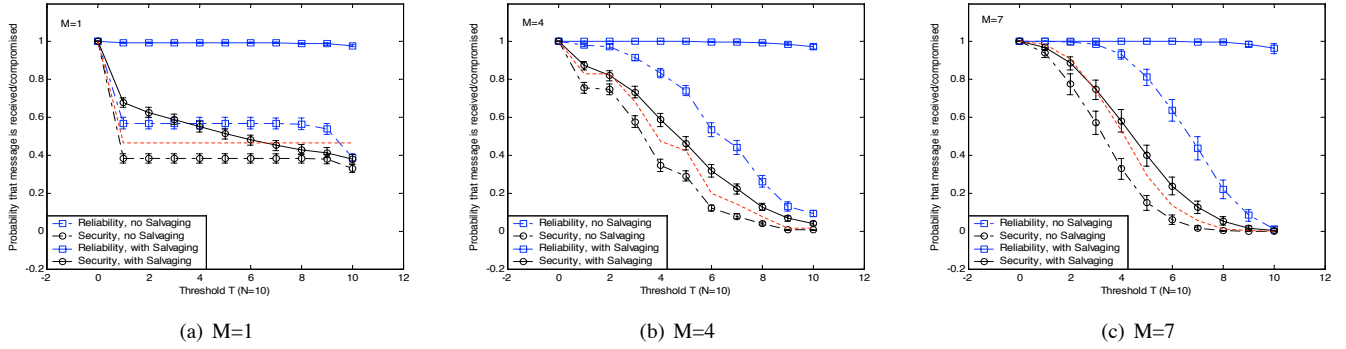 M=1
Probability that message is received/compromised
1
0.8
0.6
0.4
0.2
0
-0.2
Reliability, no Salvaging
Security, no Salvaging
Reliability, with Salvaging
Security, with Salvaging
-2 0 2 4 6 8 10 12
Threshold T (N=10)
(a) M=1
M=4
Probability that message is received/compromised
1
0.8
0.6
0.4
0.2
0
-0.2
Reliability, no Salvaging
Security, no Salvaging
Reliability, with Salvaging
Security, with Salvaging
-2 0 2 4 6 8 10 12
Threshold T (N=10)
(b) M=4
M=7
Probability that message is received/compromised
1
0.8
0.6
0.4
0.2
0
-0.2
Reliability, no Salvaging
Security, no Salvaging
Reliability, with Salvaging
Security, with Salvaging
-2 0 2 4 6 8 10 12
Threshold T (N=10)
(c) M=7